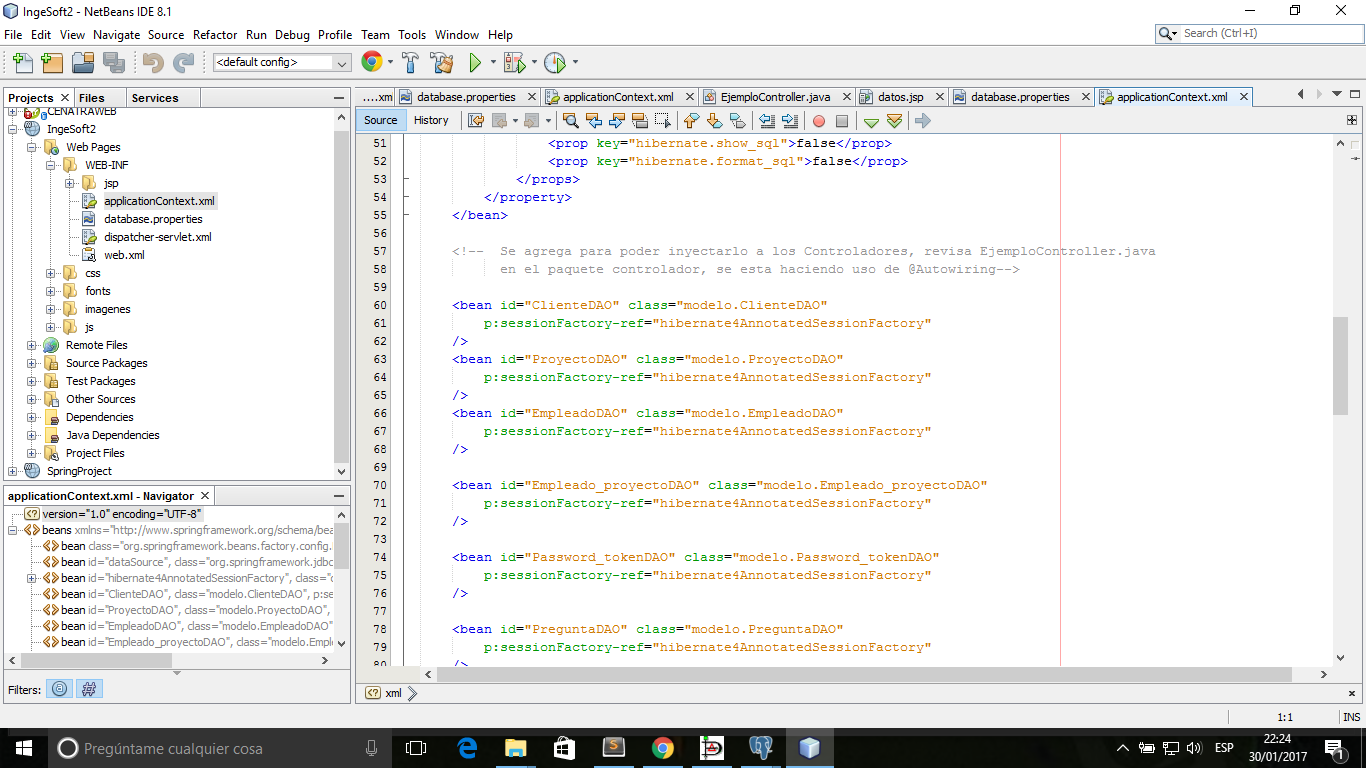 IngeSoft2 - NetBeans IDE 8.1
File Edit View Navigate Source Refactor Run Debug Profile Team Tools Window Help
Search (Ctrl+I)
<default config>
Projects Files Services
CENATRAWEB
IngeSoft2
Web Pages
WEB-INF
jsp
applicationContext.xml
database.properties
dispatcher-servlet.xml
web.xml
css
fonts
imagenes
js
Remote Files
Source Packages
Test Packages
Other Sources
Dependencies
Java Dependencies
Project Files
SpringProject
applicationContext.xml - Navigator
version="1.0" encoding="UTF-8"
beans xmlns="http://www.springframework.org/schema/bea
bean class="org.springframework.beans.factory.config.
bean id="dataSource", class="org.springframework.jdbc
bean id="hibernate4AnnotatedSessionFactory", class="o
bean id="ClienteDAO", class="modelo.ClienteDAO", p:se
bean id="ProyectoDAO", class="modelo.ProyectoDAO",
bean id="EmpleadoDAO", class="modelo.EmpleadoDAO"
bean id="Empleado_proyectoDAO", class="modelo.Emple
Filters:
....xm database.properties applicationContext.xml EjemploController.java datos.jsp database.properties applicationContext.xml
Source History
51 <prop key="hibernate.show_sql">false</prop>
52 <prop key="hibernate.format_sql">false</prop>
53 </props>
54 </property>
55 </bean>
56
57 <!-- Se agrega para poder inyectarlo a los Controladores, revisa EjemploController.java
58 en el paquete controlador, se esta haciendo uso de @Autowiring-->
59
60 <bean id="ClienteDAO" class="modelo.ClienteDAO"
61 p:sessionFactory-ref="hibernate4AnnotatedSessionFactory"
62 />
63 <bean id="ProyectoDAO" class="modelo.ProyectoDAO"
64 p:sessionFactory-ref="hibernate4AnnotatedSessionFactory"
65 />
66 <bean id="EmpleadoDAO" class="modelo.EmpleadoDAO"
67 p:sessionFactory-ref="hibernate4AnnotatedSessionFactory"
68 />
69
70 <bean id="Empleado_proyectoDAO" class="modelo.Empleado_proyectoDAO"
71 p:sessionFactory-ref="hibernate4AnnotatedSessionFactory"
72 />
73
74 <bean id="Password_tokenDAO" class="modelo.Password_tokenDAO"
75 p:sessionFactory-ref="hibernate4AnnotatedSessionFactory"
76 />
77
78 <bean id="PreguntaDAO" class="modelo.PreguntaDAO"
79 p:sessionFactory-ref="hibernate4AnnotatedSessionFactory"
80 />
xml
1:1 INS
Pregúntame cualquier cosa
ESP
22:24
30/01/2017
1